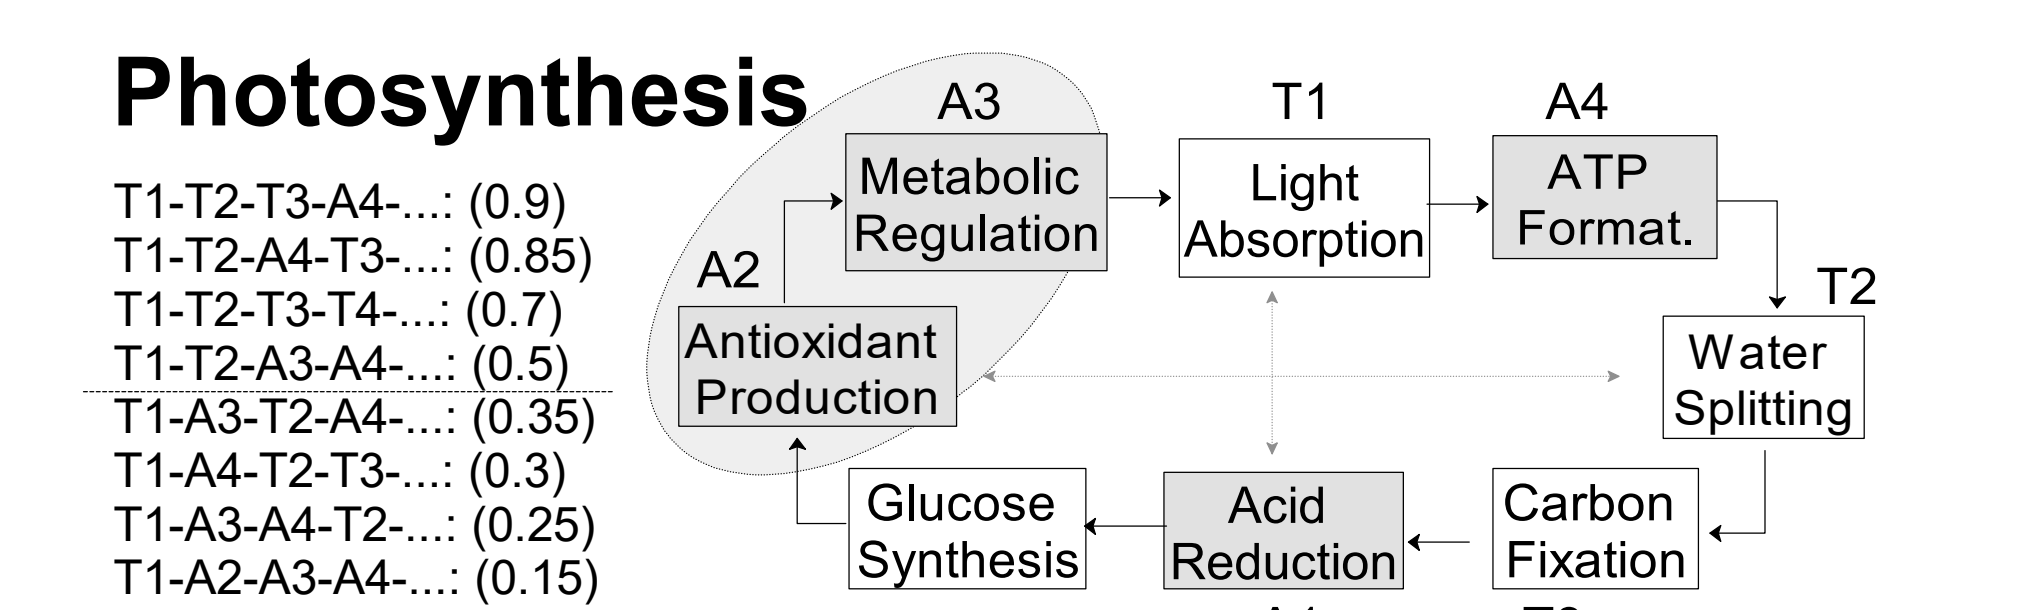 Photosynthesis
T1-T2-T3-A4-...: (0.9)
T1-T2-A4-T3-...: (0.85)
T1-T2-T3-T4-...: (0.7)
T1-T2-A3-A4-...: (0.5)
T1-A3-T2-A4-...: (0.35)
T1-A4-T2-T3-...: (0.3)
T1-A3-A4-T2-...: (0.25)
T1-A2-A3-A4-...: (0.15)
A3
Metabolic
Regulation
T1
Light
Absorption
A4
ATP
Format.
T2
Water
Splitting
A2
Antioxidant
Production
Glucose
Synthesis
Acid
Reduction
Carbon
Fixation